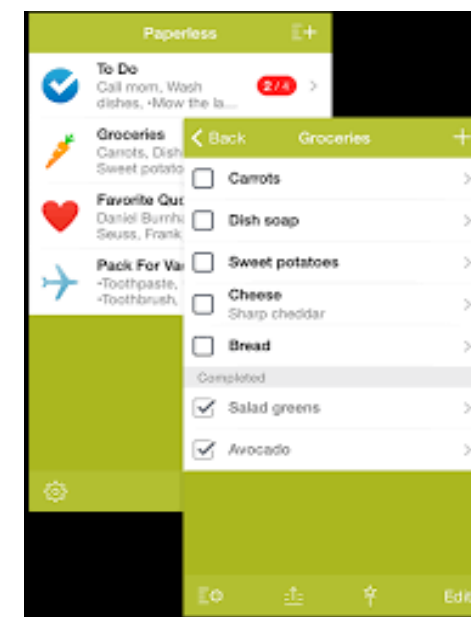 Paperless
To Do
Call mom, Wash
dishes, •Mow the la...
2/4
Groceries
Carrots, Dish
Sweet potato
Favorite Quo
Daniel Burnha
Seuss, Frank
Pack For Va
•Toothpaste,
•Toothbrush,
Back
Groceries
Carrots
Dish soap
Sweet potatoes
Cheese
Sharp cheddar
Bread
Completed
Salad greens
Avocado
Edit